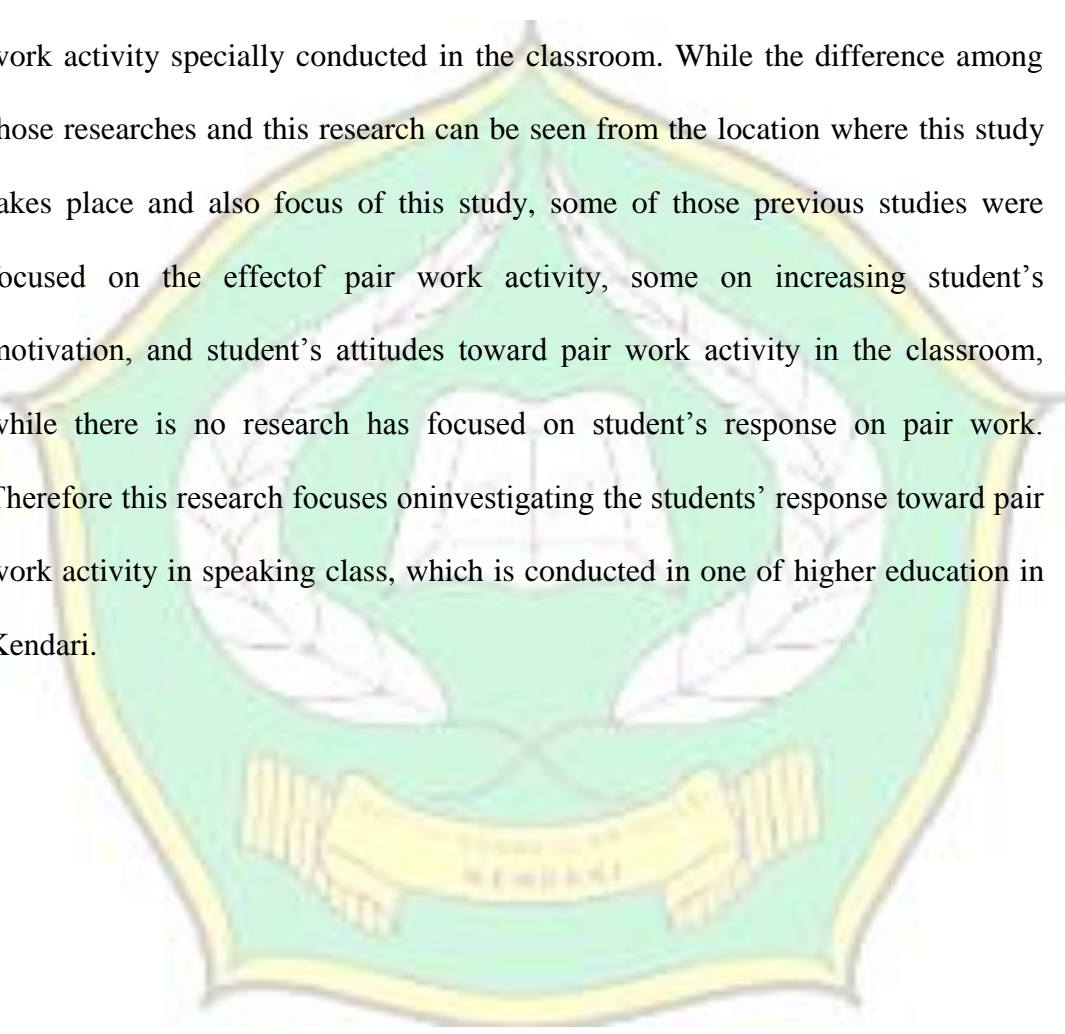 work activity specially conducted in the classroom. While the difference among
those researches and this research can be seen from the location where this study
takes place and also focus of this study, some of those previous studies were
focused on the effectof pair work activity, some on increasing student’s
motivation, and student’s attitudes toward pair work activity in the classroom,
while there is no research has focused on student’s response on pair work.
Therefore this research focuses oninvestigating the students’ response toward pair
work activity in speaking class, which is conducted in one of higher education in
Kendari.
KENDARI